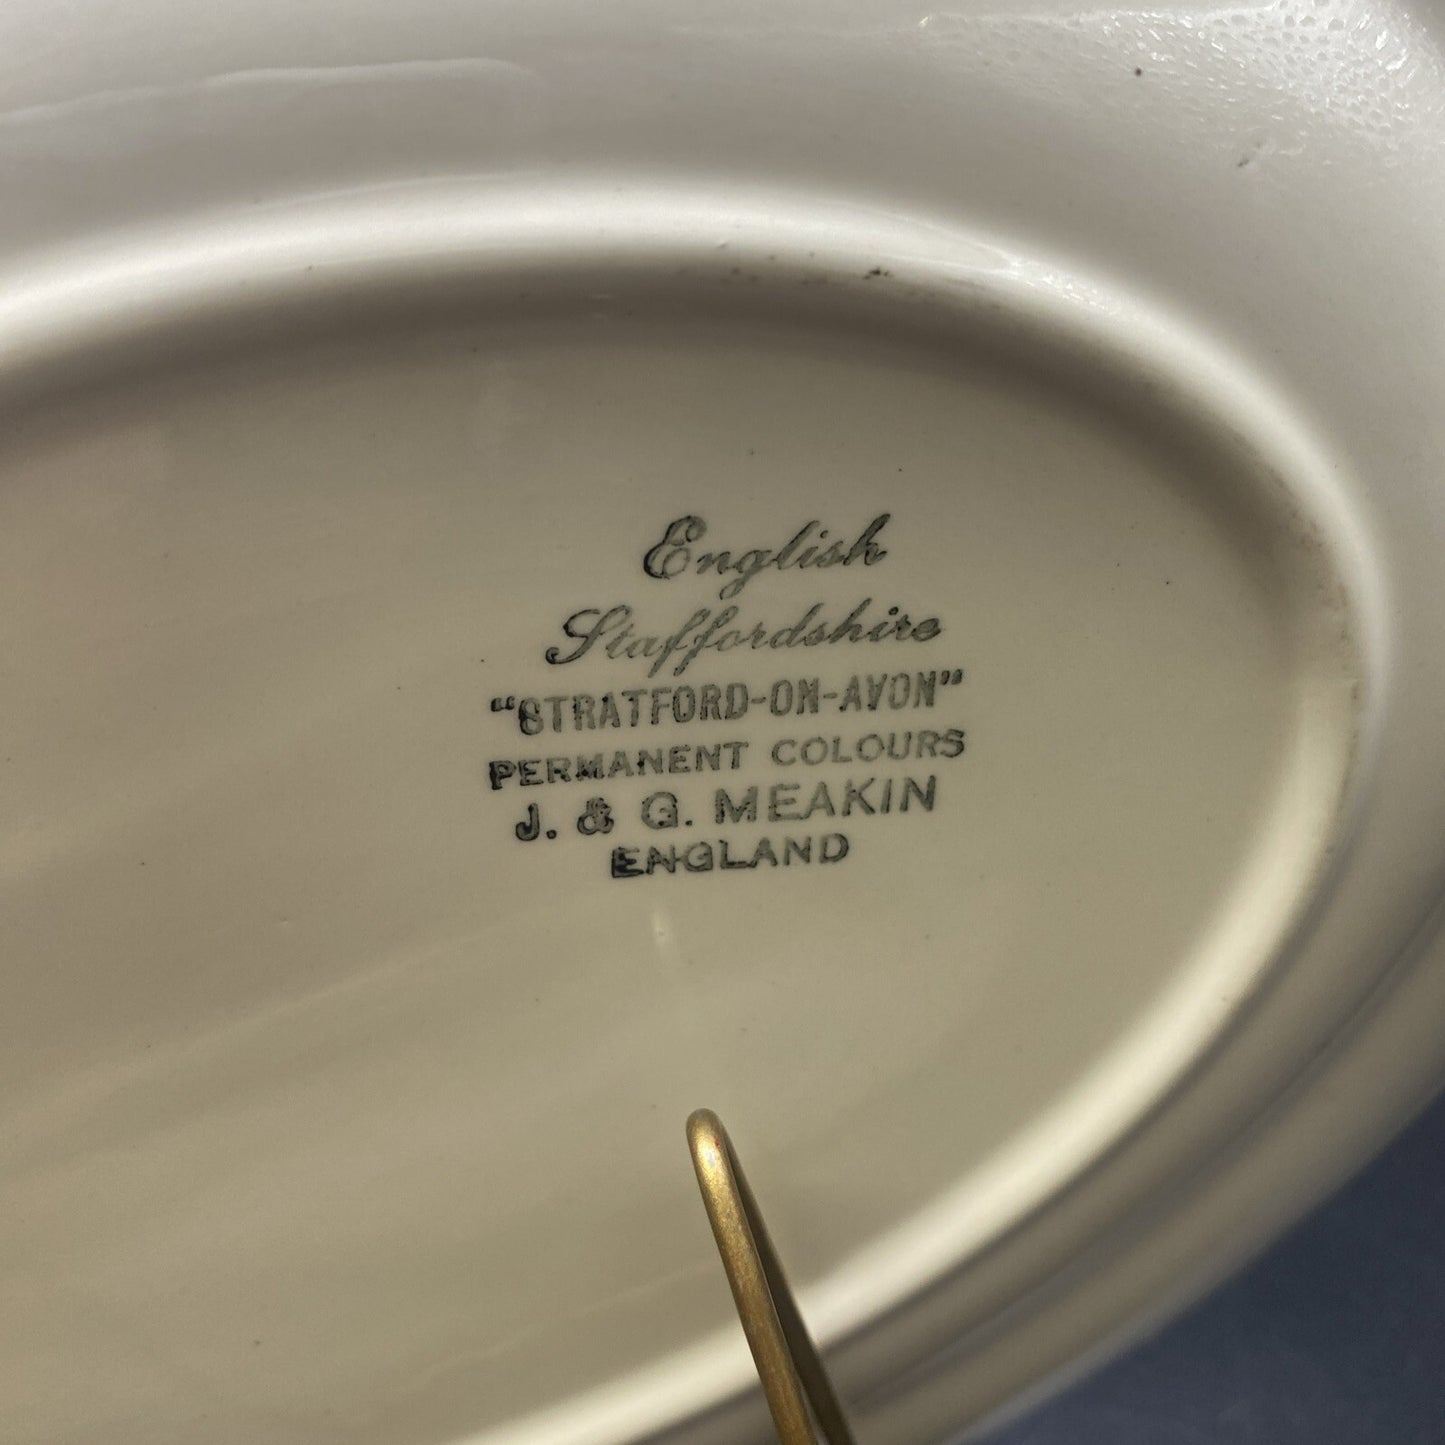 English
Staffordshire
"STRATFORD-ON-AVON"
PERMANENT COLOURS
J. & G. MEAKIN
ENGLAND